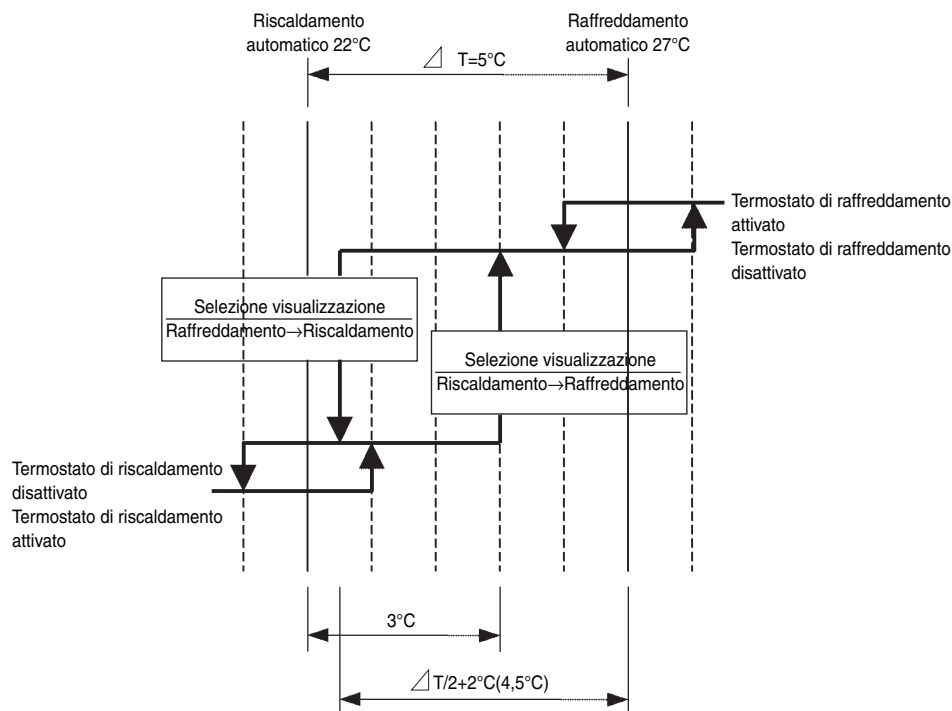 Riscaldamento
automatico 22°C
Raffreddamento
automatico 27°C
⊿ T=5°C
Termostato di raffreddamento
attivato
Termostato di raffreddamento
disattivato
Selezione visualizzazione
Raffreddamento→Riscaldamento
Selezione visualizzazione
Riscaldamento→Raffreddamento
Termostato di riscaldamento
disattivato
Termostato di riscaldamento
attivato
3°C
⊿T/2+2°C(4,5°C)